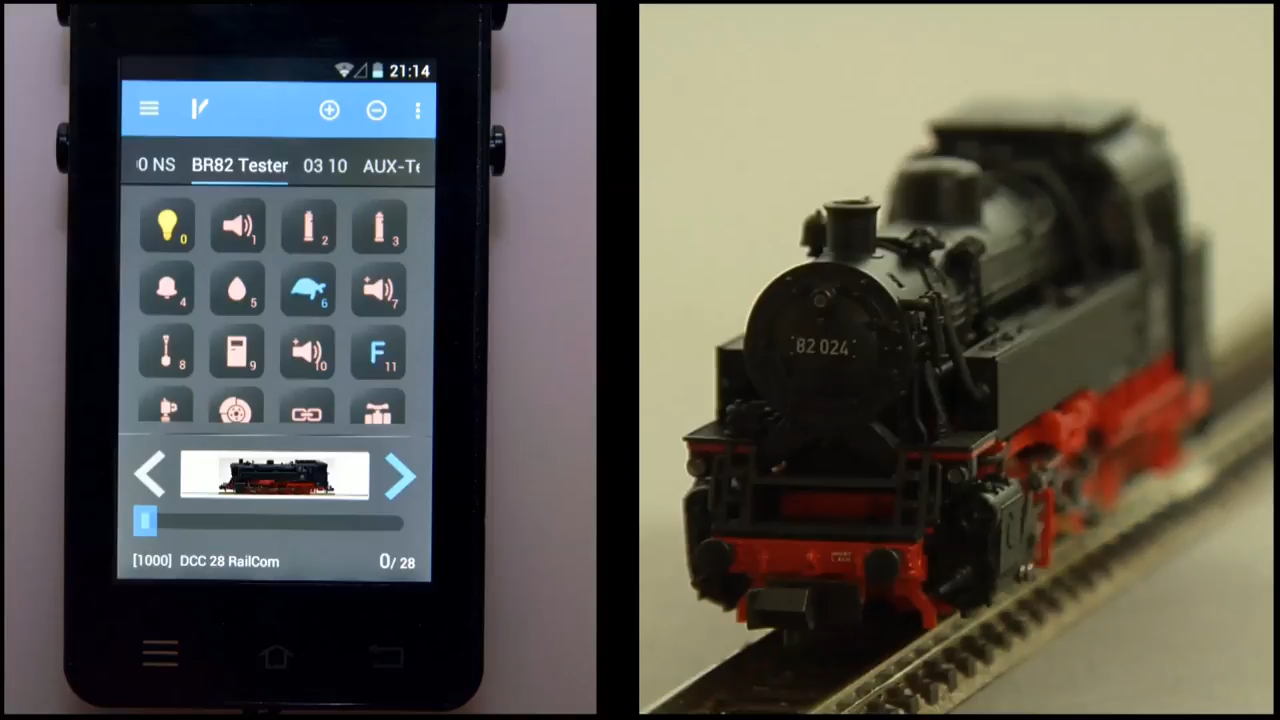 21:14
0 NS BR82 Tester 03 10 AUX-Te
0 1 2 3
4 5 6 7
8 9 10 F 11
[1000] DCC 28 RailCom 0/ 28
82 024